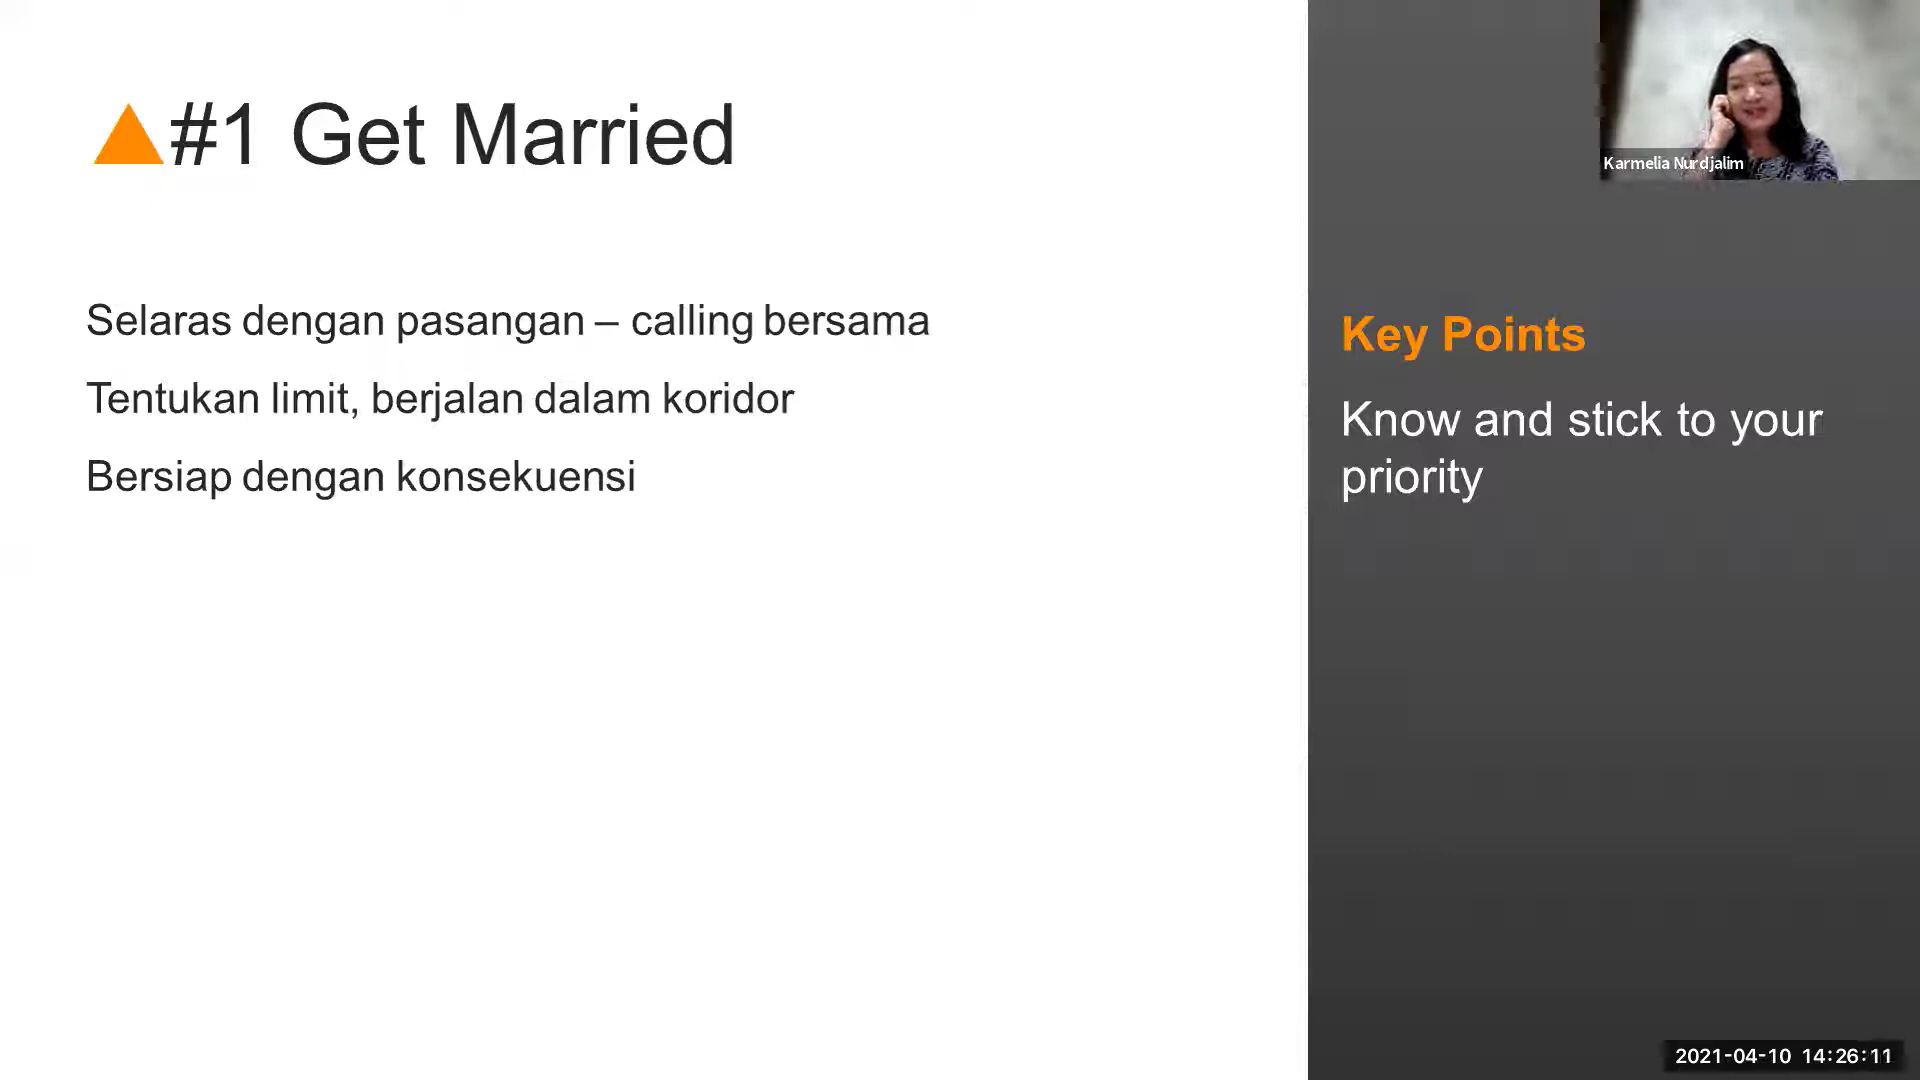 #1 Get Married
Selaras dengan pasangan – calling bersama
Tentukan limit, berjalan dalam koridor
Bersiap dengan konsekuensi
Karmelia Nurdjalim
Key Points
Know and stick to your
priority
2021-04-10 14:26:11